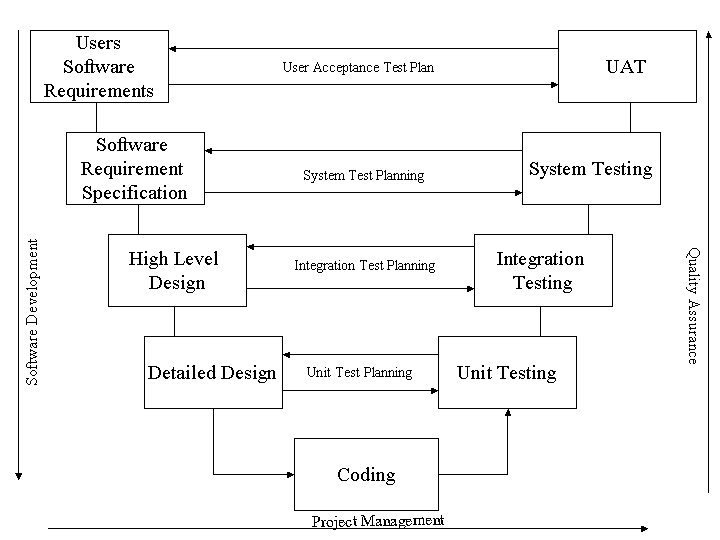 Users
Software
Requirements
User Acceptance Test Plan
UAT
Software
Requirement
Specification
System Test Planning
System Testing
High Level
Design
Integration Test Planning
Integration
Testing
Detailed Design
Unit Test Planning
Unit Testing
Coding
Software Development
Quality Assurance
Project Management